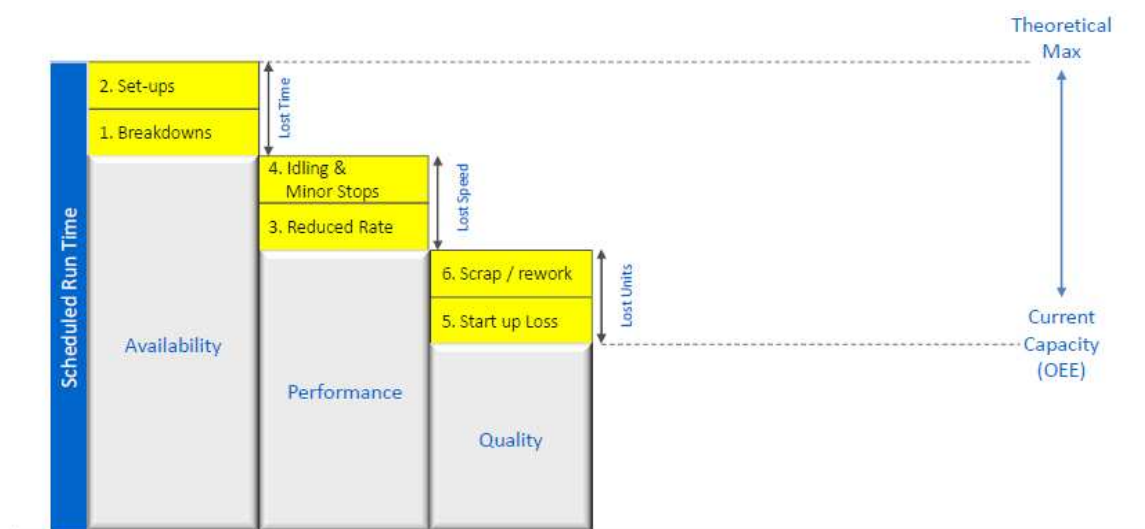 Theoretical
Max
2. Set-ups
1. Breakdowns
Lost Time
4. Idling &
Minor Stops
3. Reduced Rate
Lost Speed
6. Scrap / rework
5. Start up Loss
Lost Units
Scheduled Run Time
Availability
Performance
Quality
Current
Capacity
(OEE)